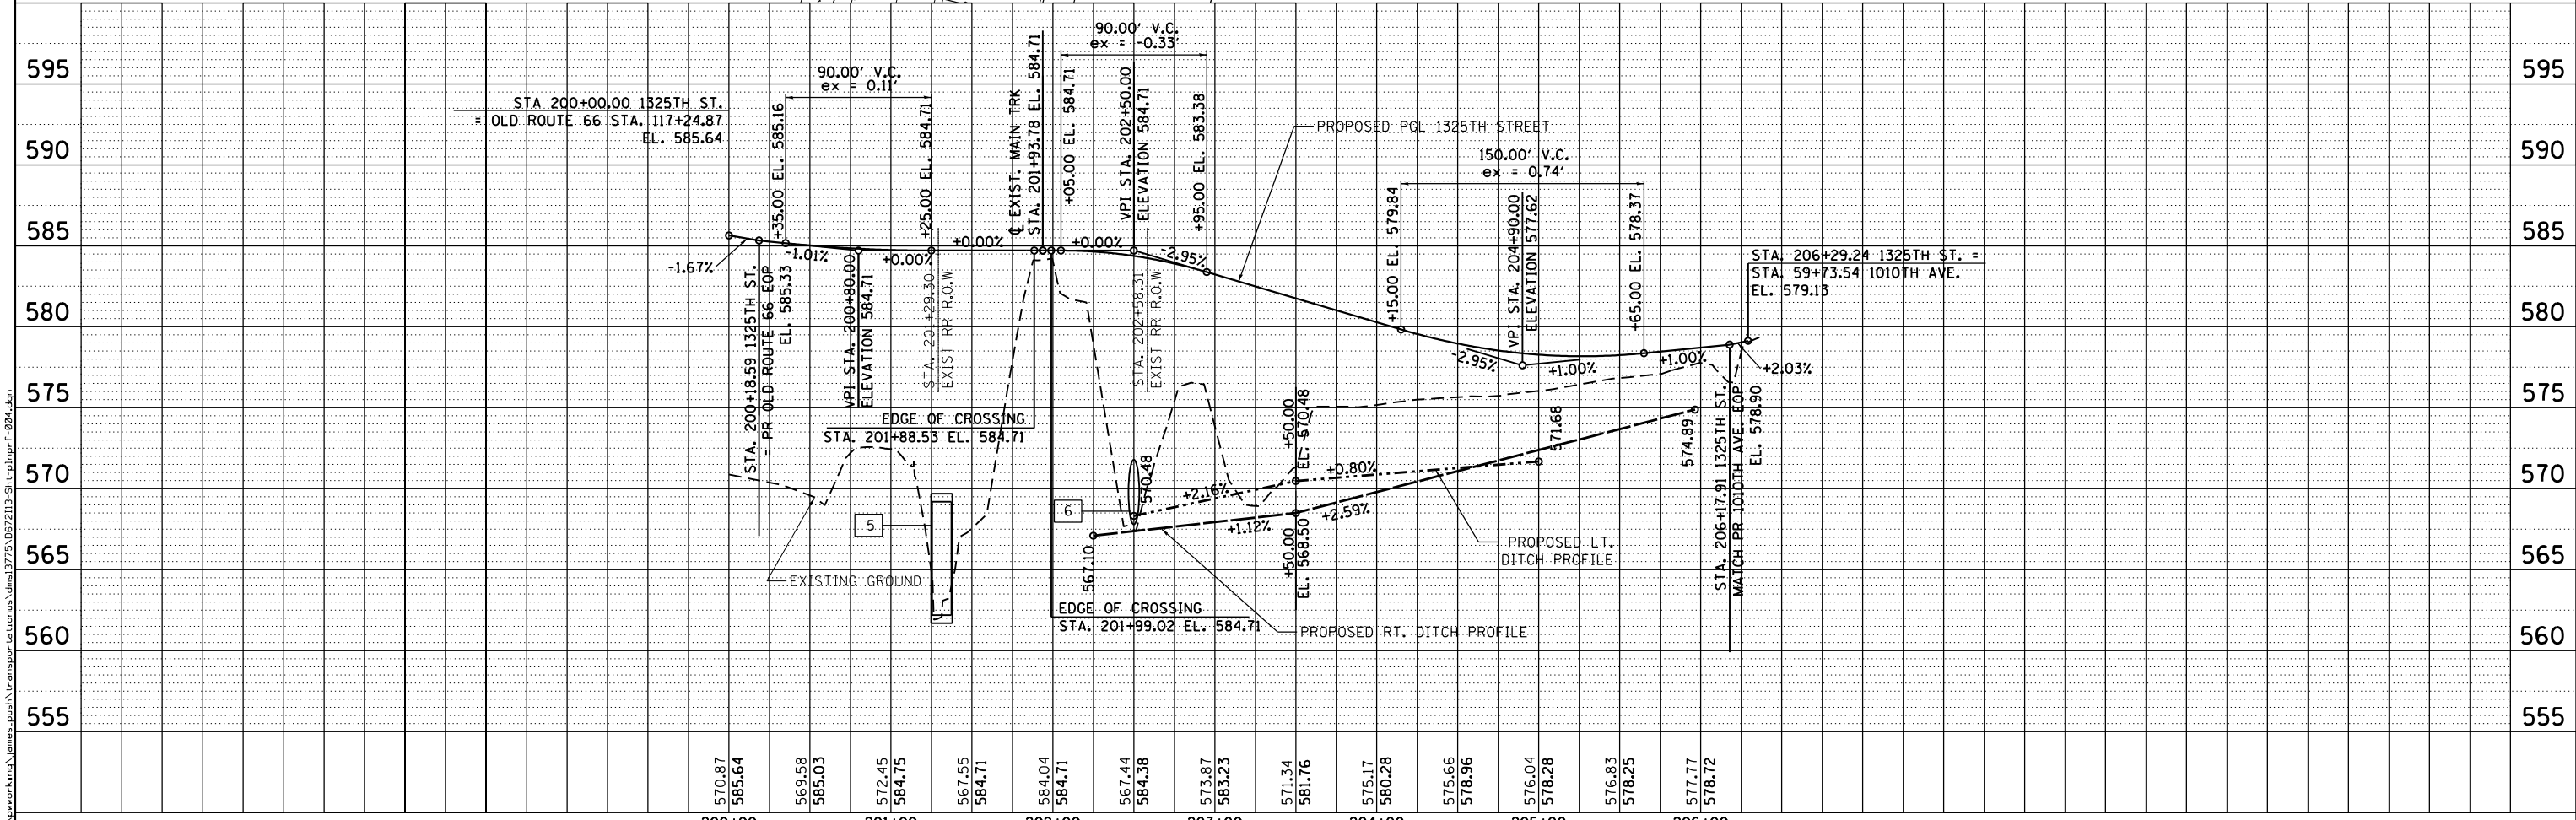 595
590
585
580
575
570
565
560
555
STA 200+00.00 1325TH ST.
= OLD ROUTE 66 STA. 117+24.87
EL. 585.64
-1.67%
STA. 200+18.59 1325TH ST.
= PR OLD ROUTE 66 EOP
EL. 585.33
90.00' V.C.
ex = 0.11'
+35.00 EL. 585.16
-1.01%
VPI STA. 200+80.00
ELEVATION 584.71
+0.00%
+25.00 EL. 584.71
STA. 201+29.30
EXIST RR R.O.W
+0.00%
℄ EXIST. MAIN TRK
STA. 201+93.78 EL. 584.71
EDGE OF CROSSING
STA. 201+88.53 EL. 584.71
90.00' V.C.
ex = -0.33'
+05.00 EL. 584.71
+0.00%
VPI STA. 202+50.00
ELEVATION 584.71
STA. 202+58.31
EXIST RR R.O.W
-2.95%
+95.00 EL. 583.38
PROPOSED PGL 1325TH STREET
150.00' V.C.
ex = 0.74'
+15.00 EL. 579.84
-2.95%
VPI STA. 204+90.00
ELEVATION 577.62
+1.00%
+65.00 EL. 578.37
+1.00%
STA. 206+29.24 1325TH ST. =
STA. 59+73.54 1010TH AVE.
EL. 579.13
+2.03%
STA. 206+17.91 1325TH ST.
MATCH PR 1010TH AVE. EOP
EL. 578.90
EXISTING GROUND
5
6
570.48
+2.16%
+50.00
EL. 570.48
+0.80%
571.68
567.10
+1.12%
+50.00
EL. 568.50
+2.59%
574.89
PROPOSED LT.
DITCH PROFILE
EDGE OF CROSSING
STA. 201+99.02 EL. 584.71
PROPOSED RT. DITCH PROFILE
595
590
585
580
575
570
565
560
555
570.87
585.64
569.58
585.03
572.45
584.75
567.55
584.71
584.04
584.71
567.44
584.38
573.87
583.23
571.34
581.76
575.17
580.28
575.66
578.96
576.04
578.28
576.83
578.25
577.77
578.72